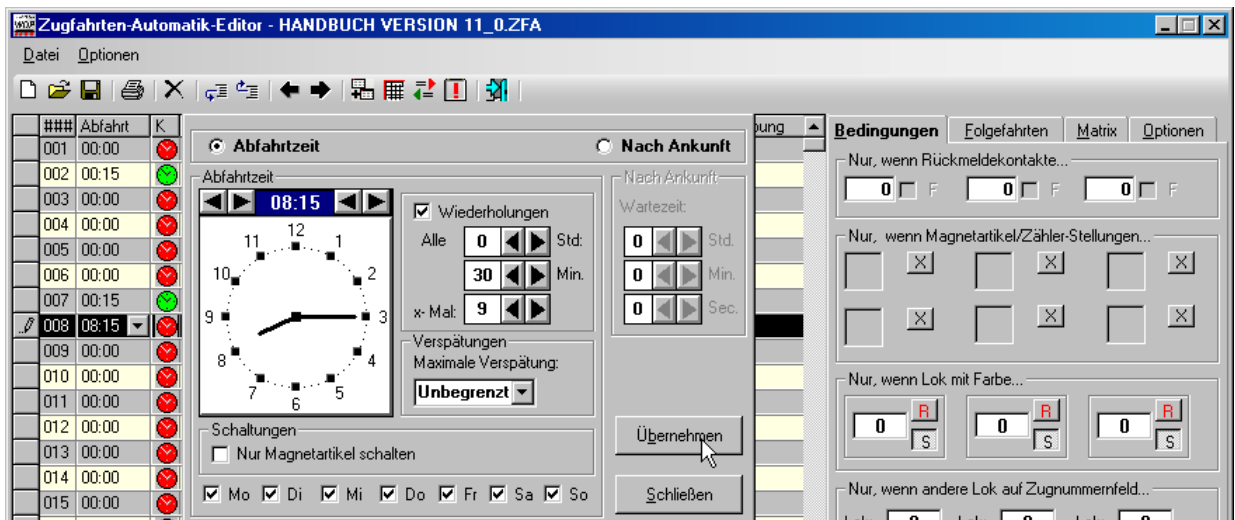 Zugfahrten-Automatik-Editor - HANDBUCH VERSION 11_0.ZFA
Datei Optionen
### Abfahrt K
001 00:00
002 00:15
003 00:00
004 00:00
005 00:00
006 00:00
007 00:15
008 08:15
009 00:00
010 00:00
011 00:00
012 00:00
013 00:00
014 00:00
015 00:00
Abfahrtzeit Nach Ankunft
Abfahrtzeit
08:15
12
1
2
3
4
5
6
7
8
9
10
11
Wiederholungen
Alle 0 Std:
30 Min.
x- Mal: 9
Verspätungen
Maximale Verspätung:
Unbegrenzt
Nach Ankunft
Wartezeit:
0 Std.
0 Min.
0 Sec.
Schaltungen
Nur Magnetartikel schalten
Mo Di Mi Do Fr Sa So
Übernehmen
Schließen
bung
Bedingungen Folgefahrten Matrix Optionen
Nur, wenn Rückmeldekontakte...
0 F 0 F 0 F
Nur, wenn Magnetartikel/Zähler-Stellungen...
X X X
X X X
Nur, wenn Lok mit Farbe...
0 R S 0 R S 0 R S
Nur, wenn andere Lok auf Zugnummernfeld...